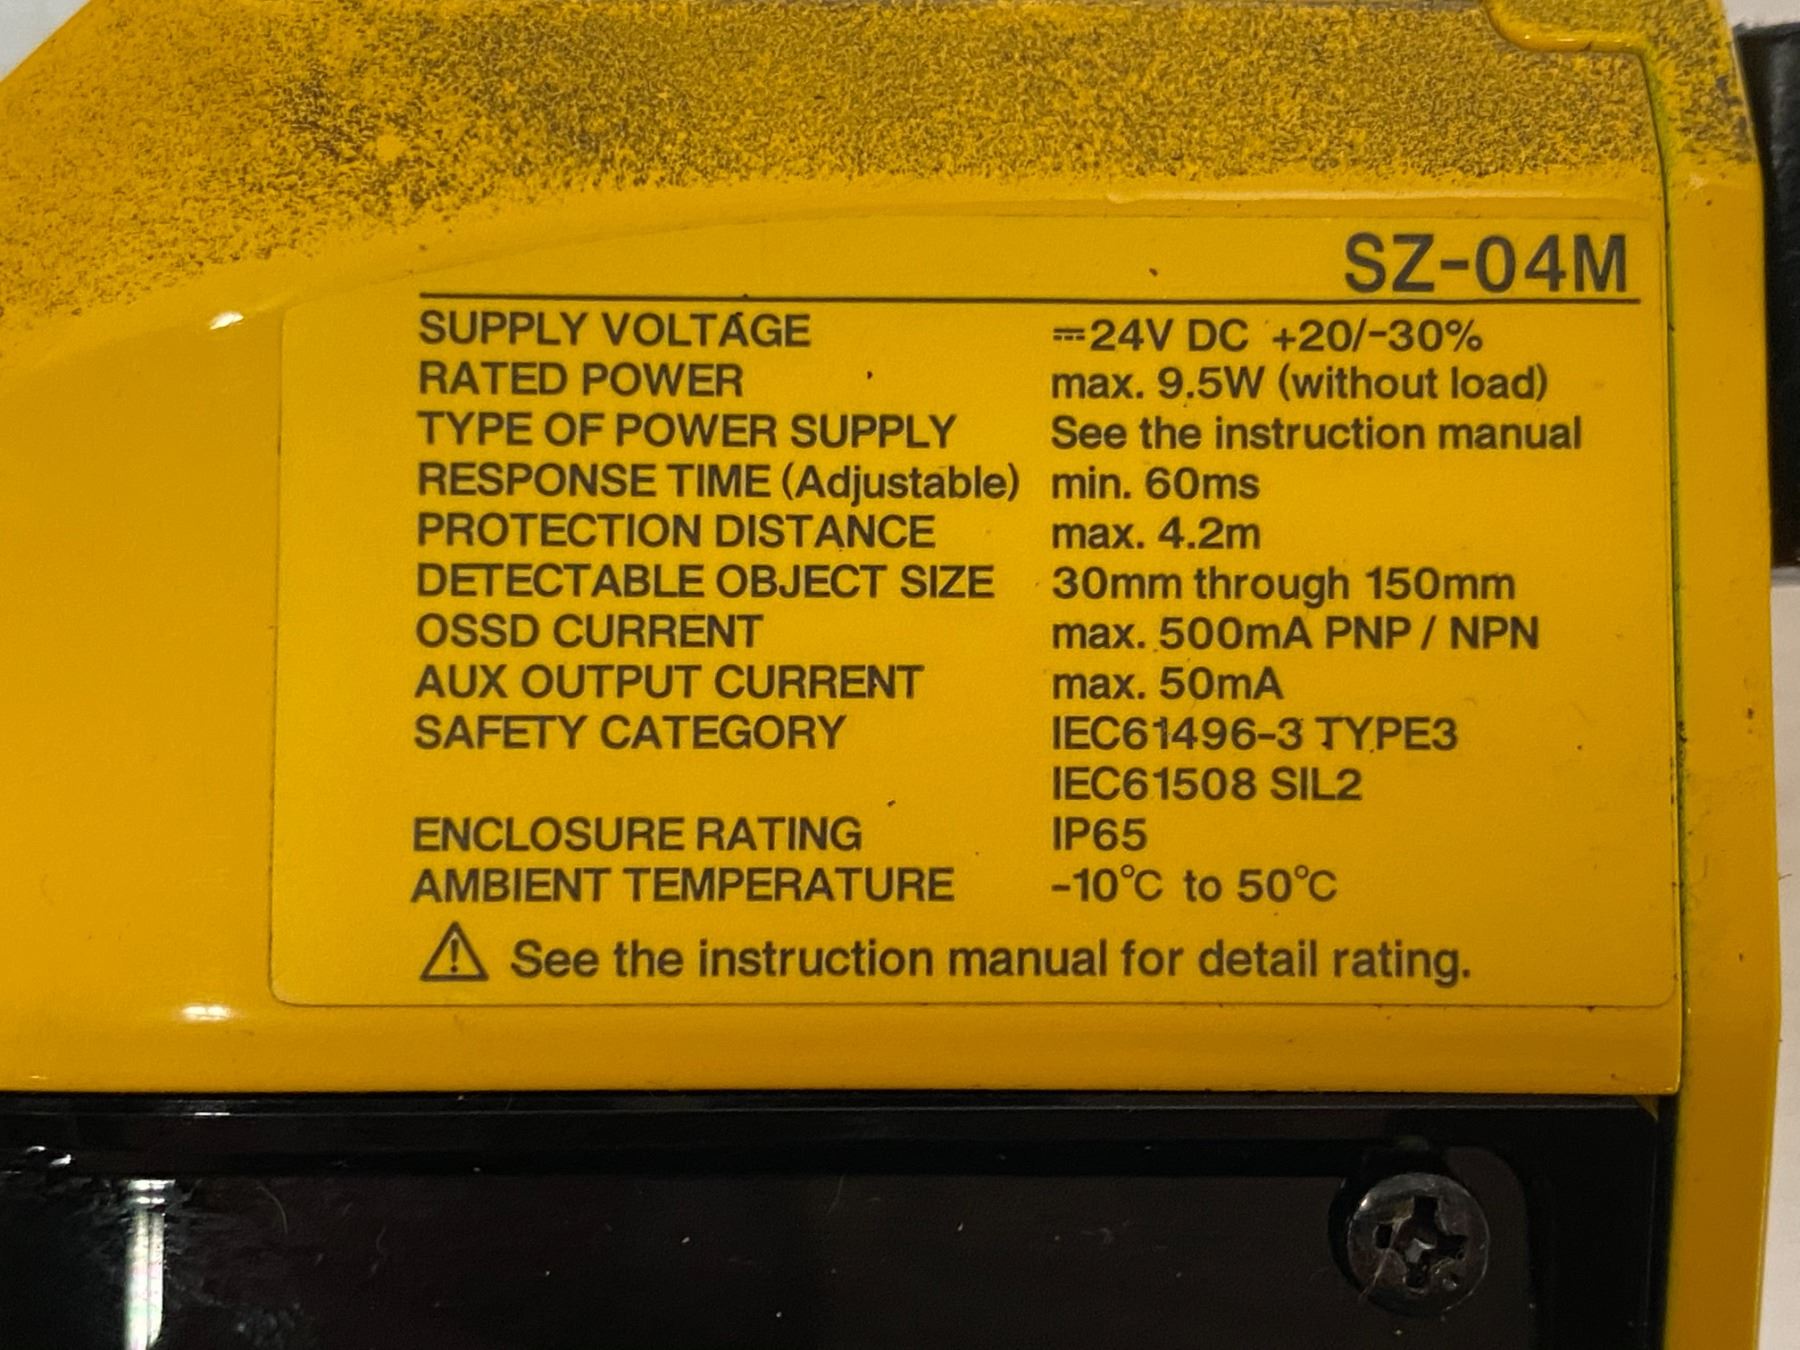 SZ-04M
SUPPLY VOLTAGE ⎓24V DC +20/-30%
RATED POWER max. 9.5W (without load)
TYPE OF POWER SUPPLY See the instruction manual
RESPONSE TIME (Adjustable) min. 60ms
PROTECTION DISTANCE max. 4.2m
DETECTABLE OBJECT SIZE 30mm through 150mm
OSSD CURRENT max. 500mA PNP / NPN
AUX OUTPUT CURRENT max. 50mA
SAFETY CATEGORY IEC61496-3 TYPE3
IEC61508 SIL2
ENCLOSURE RATING IP65
AMBIENT TEMPERATURE -10°C to 50°C
⚠ See the instruction manual for detail rating.